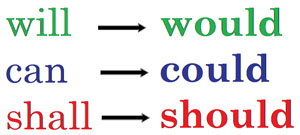 will → would
can → could
shall → should